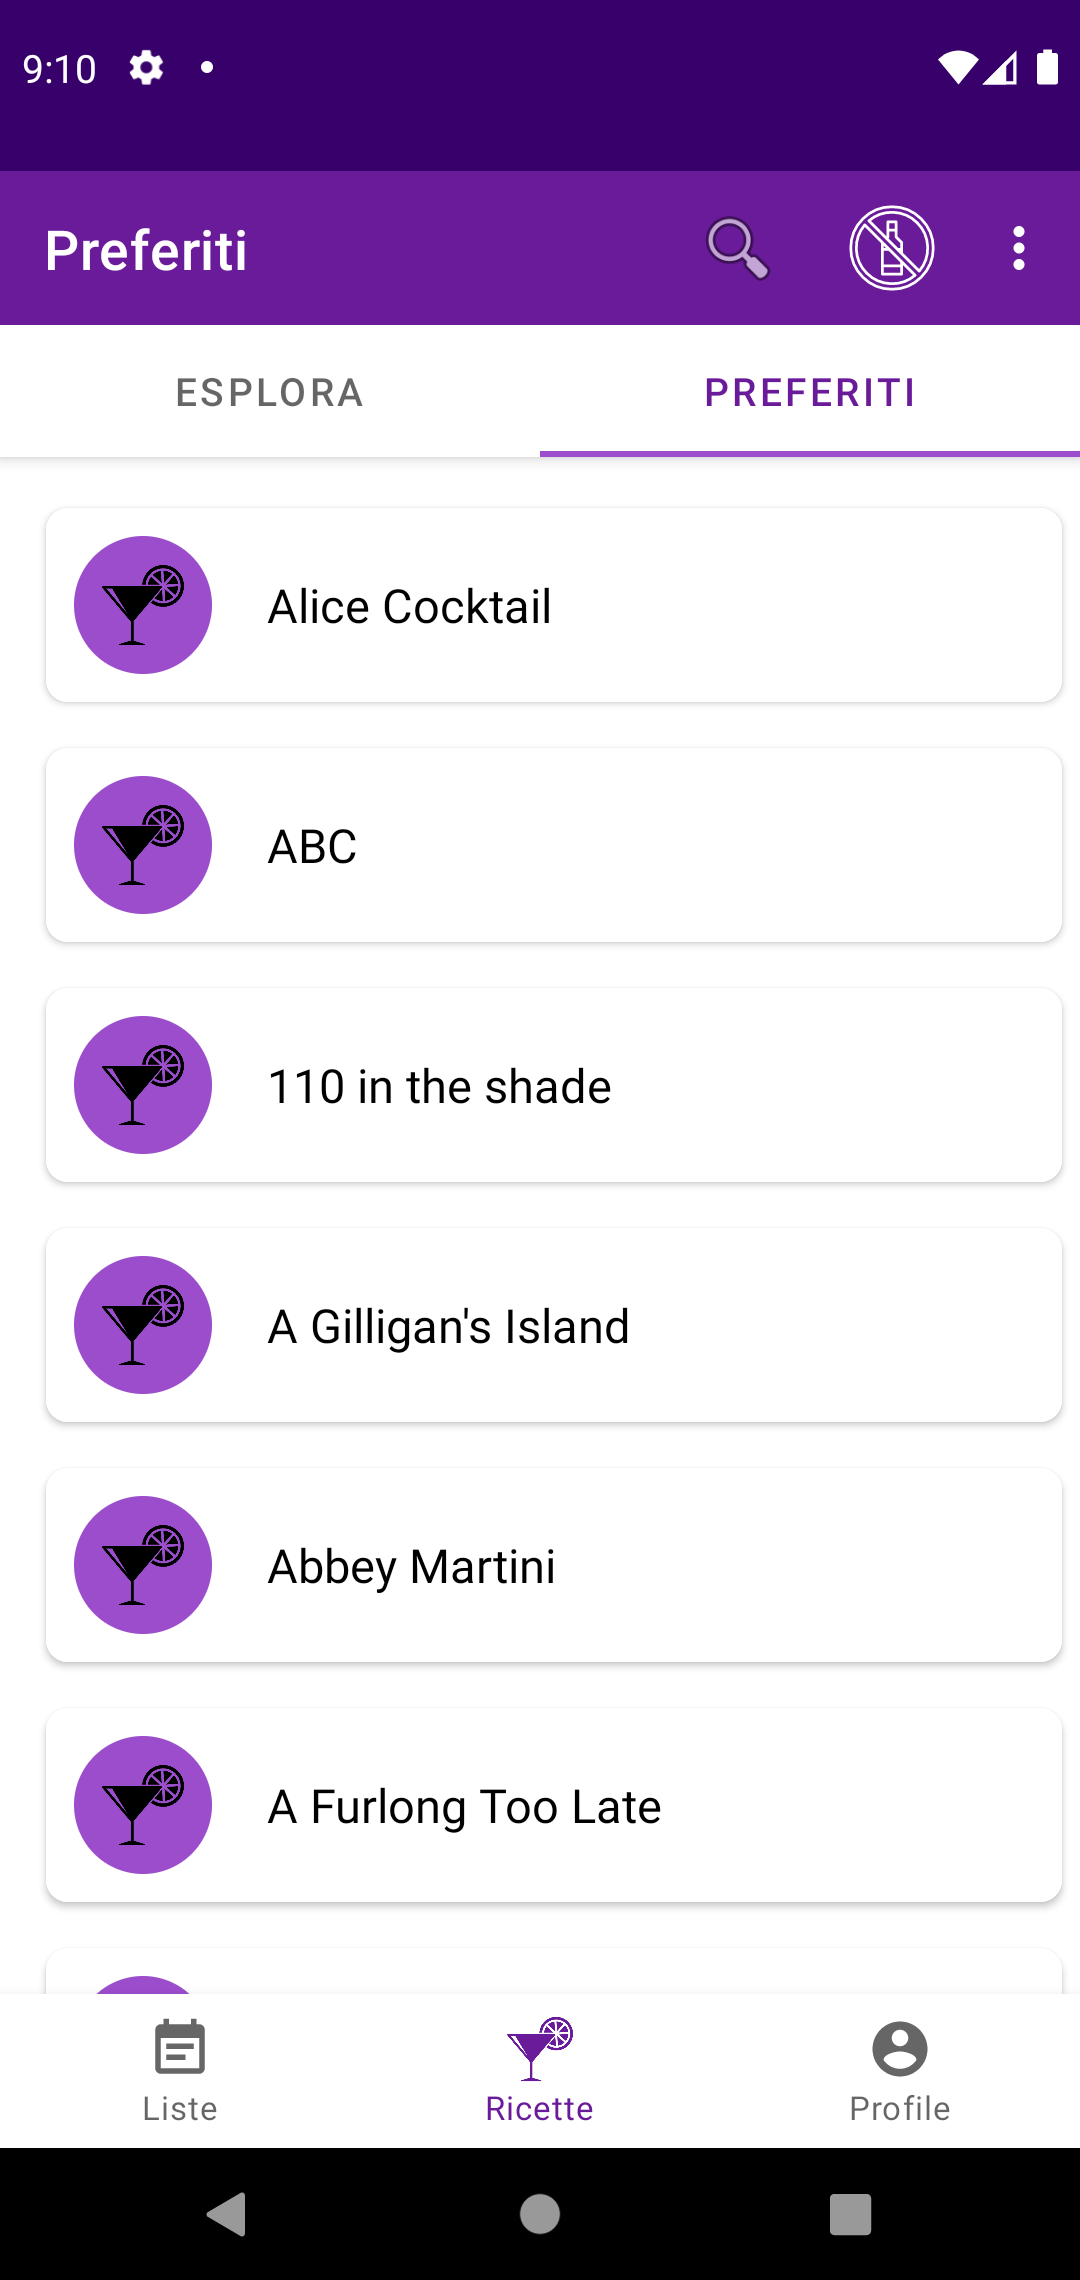 9:10
Preferiti
ESPLORA
PREFERITI
Alice Cocktail
ABC
110 in the shade
A Gilligan's Island
Abbey Martini
A Furlong Too Late
Liste
Ricette
Profile